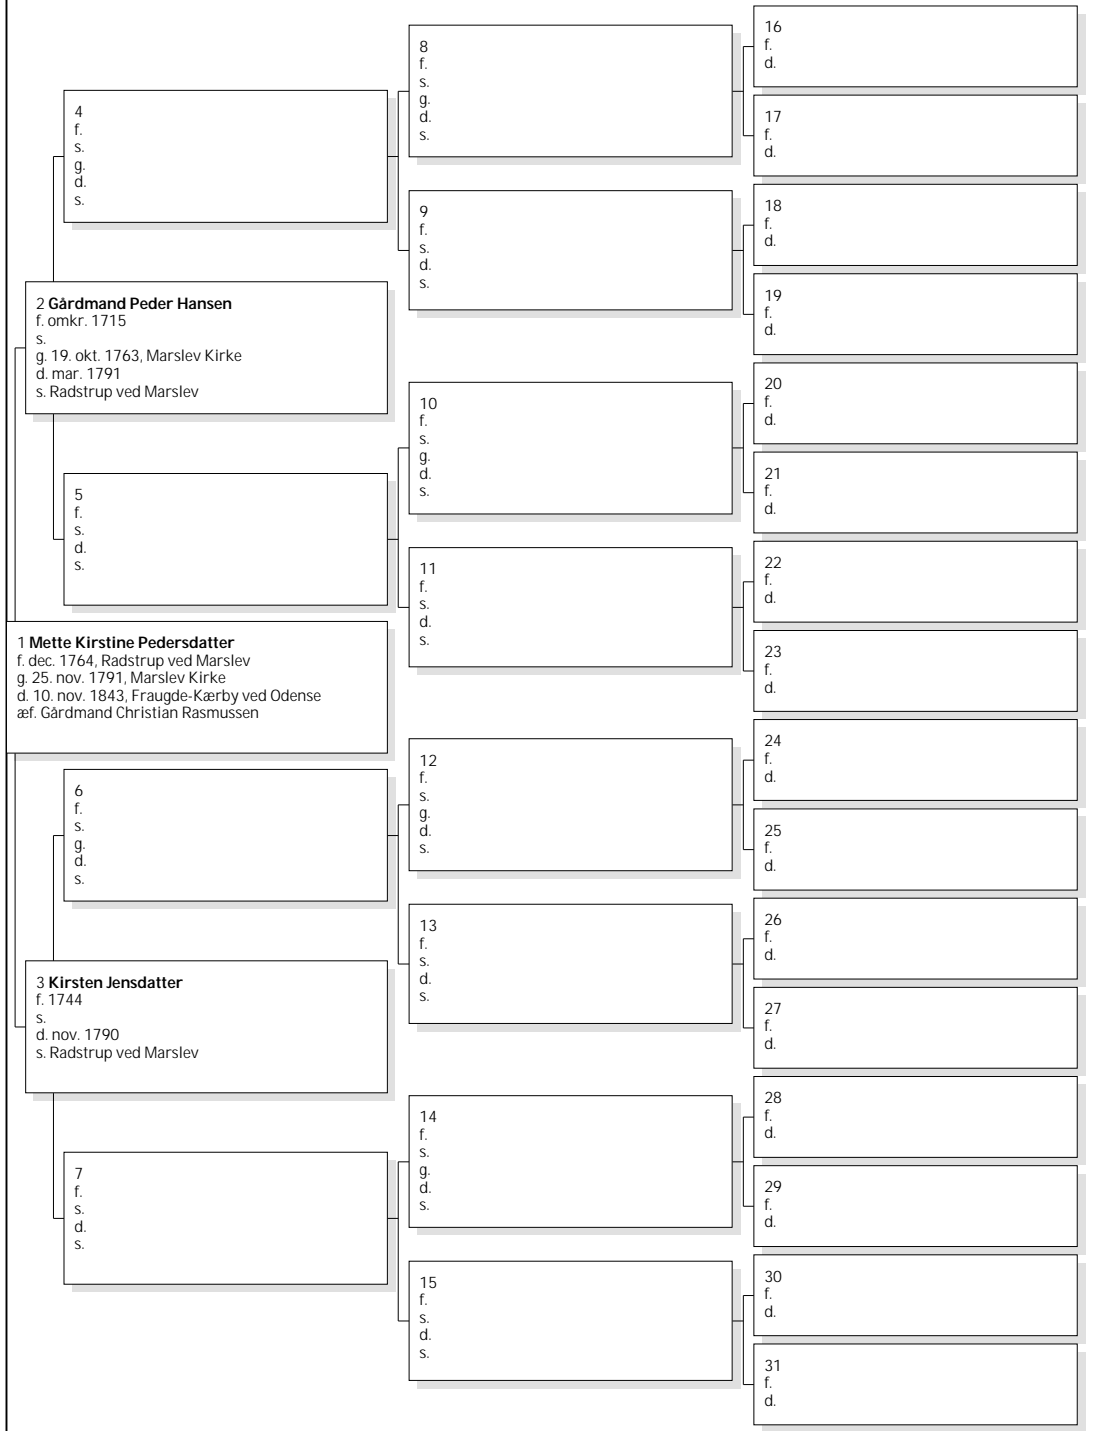 16
f.
d.
8
f.
s.
g.
d.
s.
17
f.
d.
4
f.
s.
g.
d.
s.
18
f.
d.
9
f.
s.
d.
s.
19
f.
d.
2 Gårdmand Peder Hansen
f. omkr. 1715
s.
g. 19. okt. 1763, Marslev Kirke
d. mar. 1791
s. Radstrup ved Marslev
20
f.
d.
10
f.
s.
g.
d.
s.
21
f.
d.
5
f.
s.
d.
s.
22
f.
d.
11
f.
s.
d.
s.
23
f.
d.
1 Mette Kirstine Pedersdatter
f. dec. 1764, Radstrup ved Marslev
g. 25. nov. 1791, Marslev Kirke
d. 10. nov. 1843, Fraugde-Kærby ved Odense
æf. Gårdmand Christian Rasmussen
24
f.
d.
12
f.
s.
g.
d.
s.
25
f.
d.
6
f.
s.
g.
d.
s.
26
f.
d.
13
f.
s.
d.
s.
27
f.
d.
3 Kirsten Jensdatter
f. 1744
s.
d. nov. 1790
s. Radstrup ved Marslev
28
f.
d.
14
f.
s.
g.
d.
s.
29
f.
d.
7
f.
s.
d.
s.
30
f.
d.
15
f.
s.
d.
s.
31
f.
d.